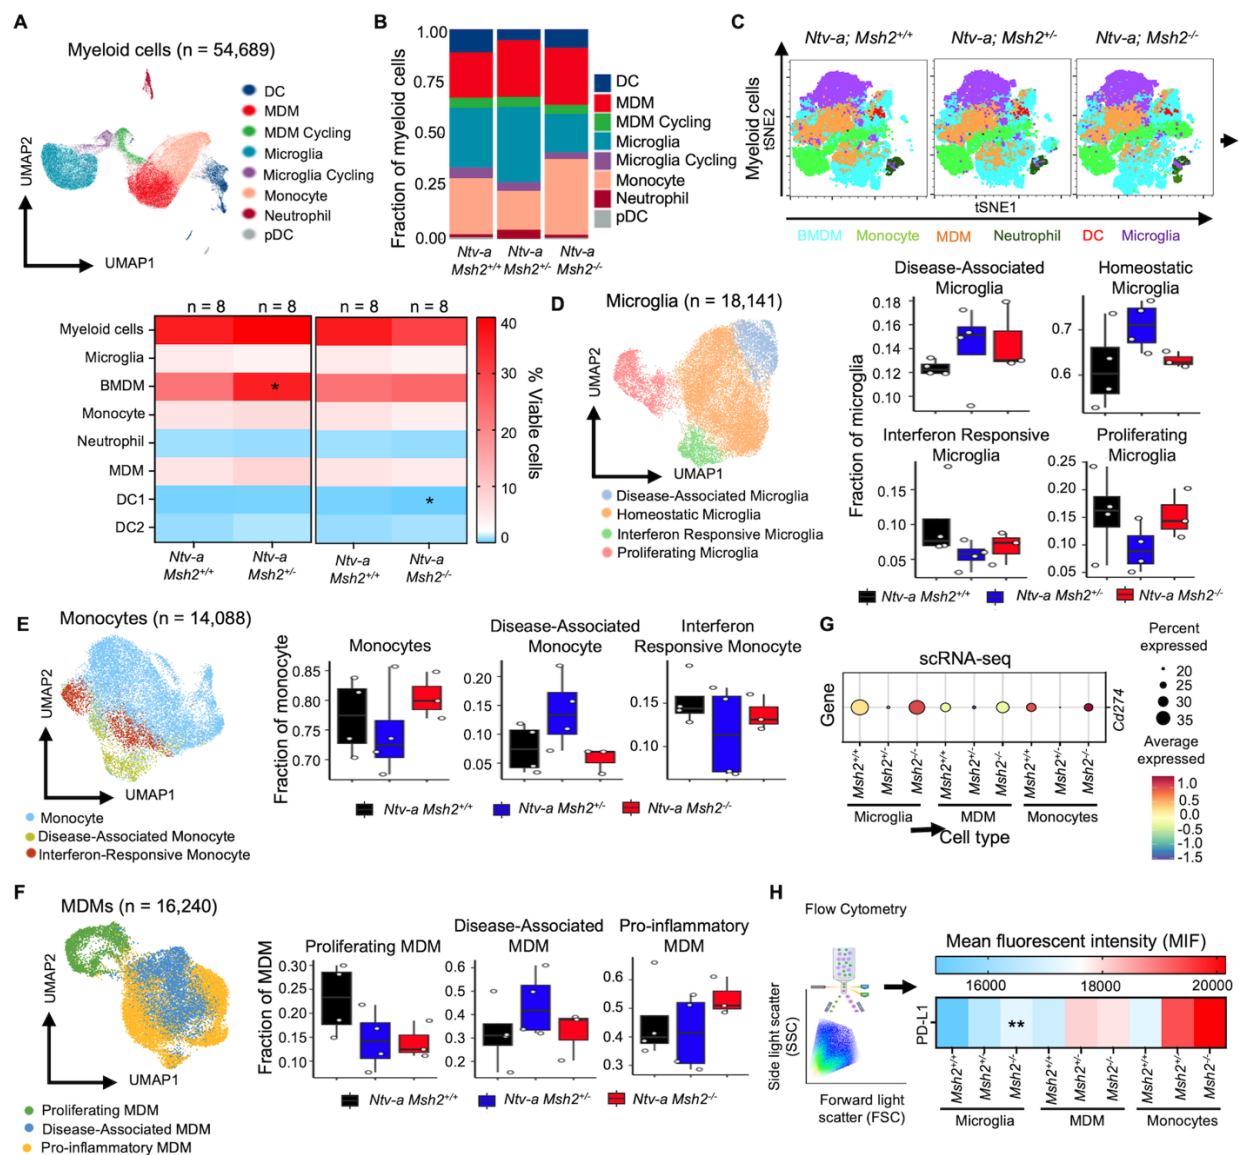 A
Myeloid cells (n = 54,689)
UMAP2
UMAP1
DC
MDM
MDM Cycling
Microglia
Microglia Cycling
Monocyte
Neutrophil
pDC
B
Fraction of myeloid cells
1.00
0.75
0.50
0.25
0.00
Ntv-a Msh2+/+
Ntv-a Msh2+/-
Ntv-a Msh2-/-
DC
MDM
MDM Cycling
Microglia
Microglia Cycling
Monocyte
Neutrophil
pDC
C
Ntv-a; Msh2+/+
Ntv-a; Msh2+/-
Ntv-a; Msh2-/-
Myeloid cells
tSNE2
tSNE1
BMDM Monocyte MDM Neutrophil DC Microglia
n = 8 n = 8 n = 8 n = 8
Myeloid cells
Microglia
BMDM
*
Monocyte
Neutrophil
MDM
DC1
*
DC2
Ntv-a Msh2+/+
Ntv-a Msh2+/-
Ntv-a Msh2+/+
Ntv-a Msh2-/-
40
30
20
10
0
% Viable cells
D
Microglia (n = 18,141)
UMAP2
UMAP1
Disease-Associated Microglia
Homeostatic Microglia
Interferon Responsive Microglia
Proliferating Microglia
Fraction of microglia
Disease-Associated
Microglia
0.18
0.16
0.14
0.12
0.10
Homeostatic
Microglia
0.7
0.6
Interferon Responsive
Microglia
0.15
0.10
0.05
Proliferating
Microglia
0.25
0.20
0.15
0.10
0.05
Ntv-a Msh2+/+ Ntv-a Msh2+/- Ntv-a Msh2-/-
E
Monocytes (n = 14,088)
UMAP2
UMAP1
Monocyte
Disease-Associated Monocyte
Interferon-Responsive Monocyte
Fraction of monocyte
Monocytes
0.85
0.80
0.75
0.70
Disease-Associated
Monocyte
0.20
0.15
0.10
0.05
Interferon
Responsive Monocyte
0.15
0.10
Ntv-a Msh2+/+ Ntv-a Msh2+/- Ntv-a Msh2-/-
G
scRNA-seq
Gene
Cd274
Msh2+/+
Msh2+/-
Msh2-/-
Msh2+/+
Msh2+/-
Msh2-/-
Msh2+/+
Msh2+/-
Msh2-/-
Microglia MDM Monocytes
Cell type
Percent
expressed
20
25
30
35
Average
expressed
1.0
0.5
0.0
-0.5
-1.0
-1.5
F
MDMs (n = 16,240)
UMAP2
UMAP1
Proliferating MDM
Disease-Associated MDM
Pro-inflammatory MDM
Fraction of MDM
Proliferating MDM
0.30
0.25
0.20
0.15
0.10
Disease-Associated
MDM
0.6
0.5
0.4
0.3
0.2
Pro-inflammatory
MDM
0.6
0.5
0.4
0.3
Ntv-a Msh2+/+ Ntv-a Msh2+/- Ntv-a Msh2-/-
H
Flow Cytometry
Side light scatter
(SSC)
Forward light
scatter (FSC)
Mean fluorescent intensity (MIF)
16000 18000 20000
PD-L1
**
Msh2+/+
Msh2+/-
Msh2-/-
Msh2+/+
Msh2+/-
Msh2-/-
Msh2+/+
Msh2+/-
Msh2-/-
Microglia MDM Monocytes